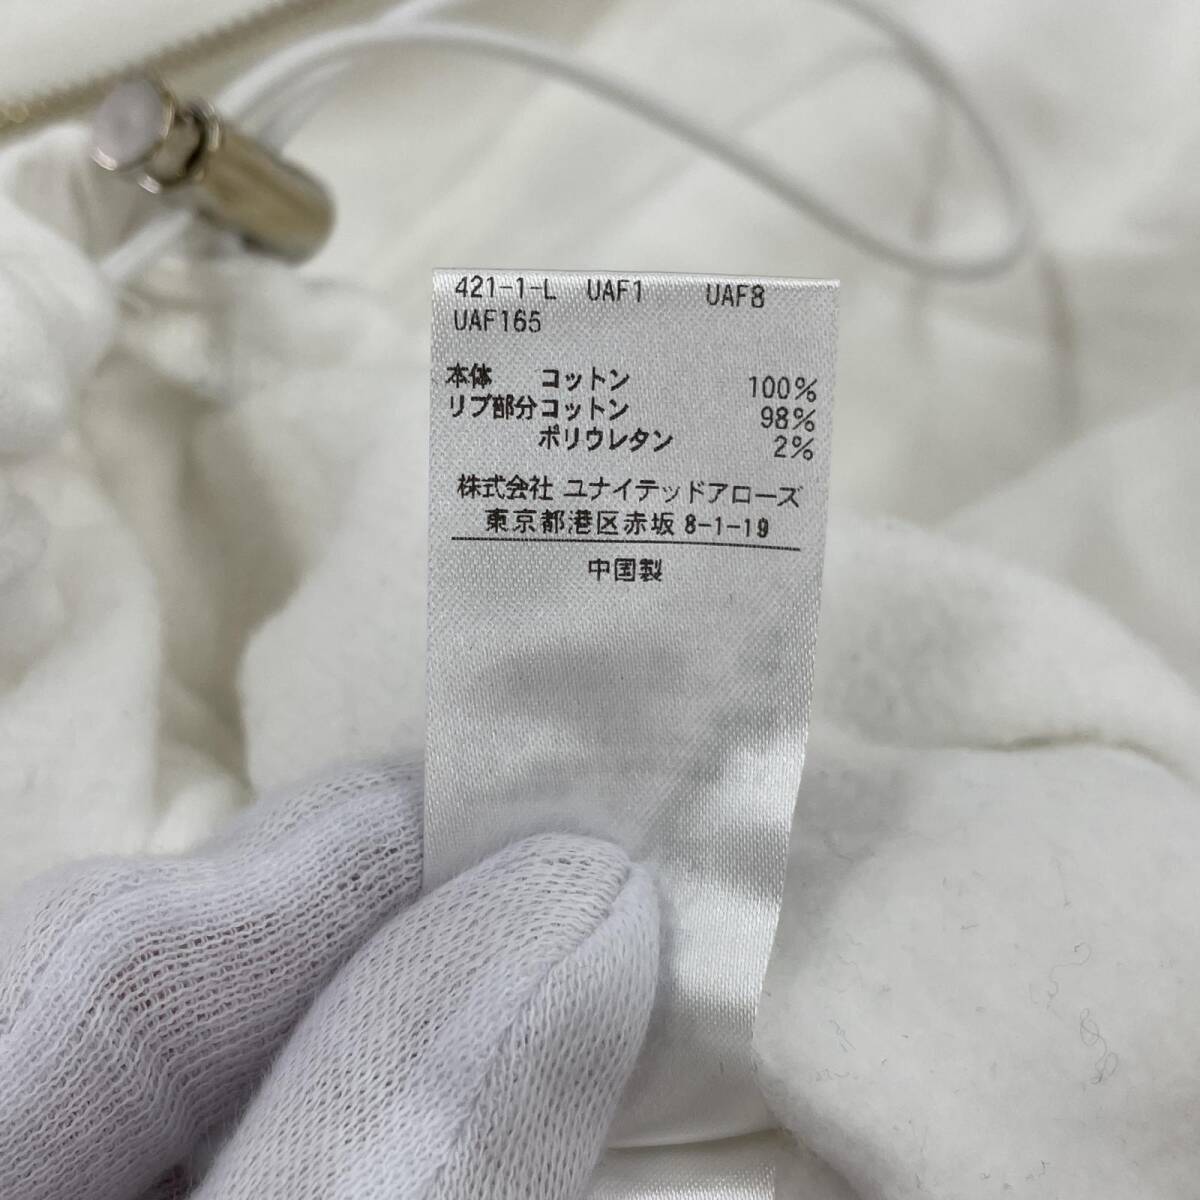 421-1-L UAF1 UAF8
UAF165
本体 コットン 100%
リブ部分コットン 98%
ポリウレタン 2%
株式会社 ユナイテッドアローズ
東京都港区赤坂 8-1-19
中国製